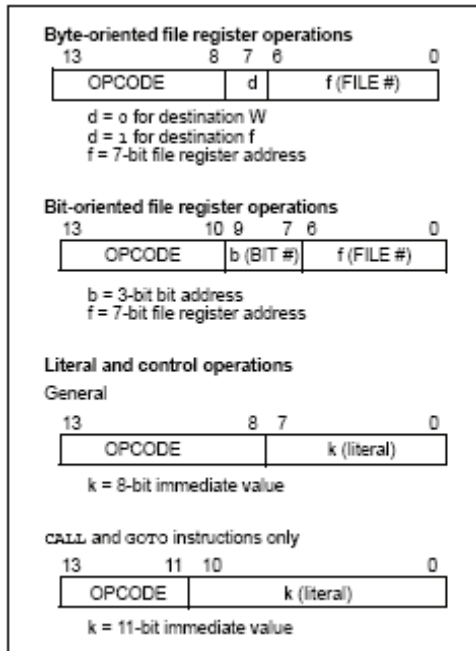 Byte-oriented file register operations
13 8 7 6 0
OPCODE d f (FILE #)
d = 0 for destination W
d = 1 for destination f
f = 7-bit file register address
Bit-oriented file register operations
13 10 9 7 6 0
OPCODE b (BIT #) f (FILE #)
b = 3-bit bit address
f = 7-bit file register address
Literal and control operations
General
13 8 7 0
OPCODE k (literal)
k = 8-bit immediate value
CALL and GOTO instructions only
13 11 10 0
OPCODE k (literal)
k = 11-bit immediate value